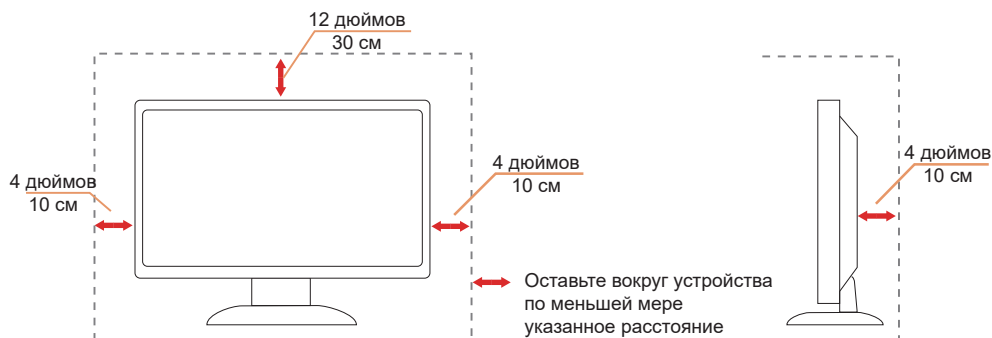 12 дюймов
30 см
4 дюймов
10 см
4 дюймов
10 см
4 дюймов
10 см
Оставьте вокруг устройства
по меньшей мере
указанное расстояние